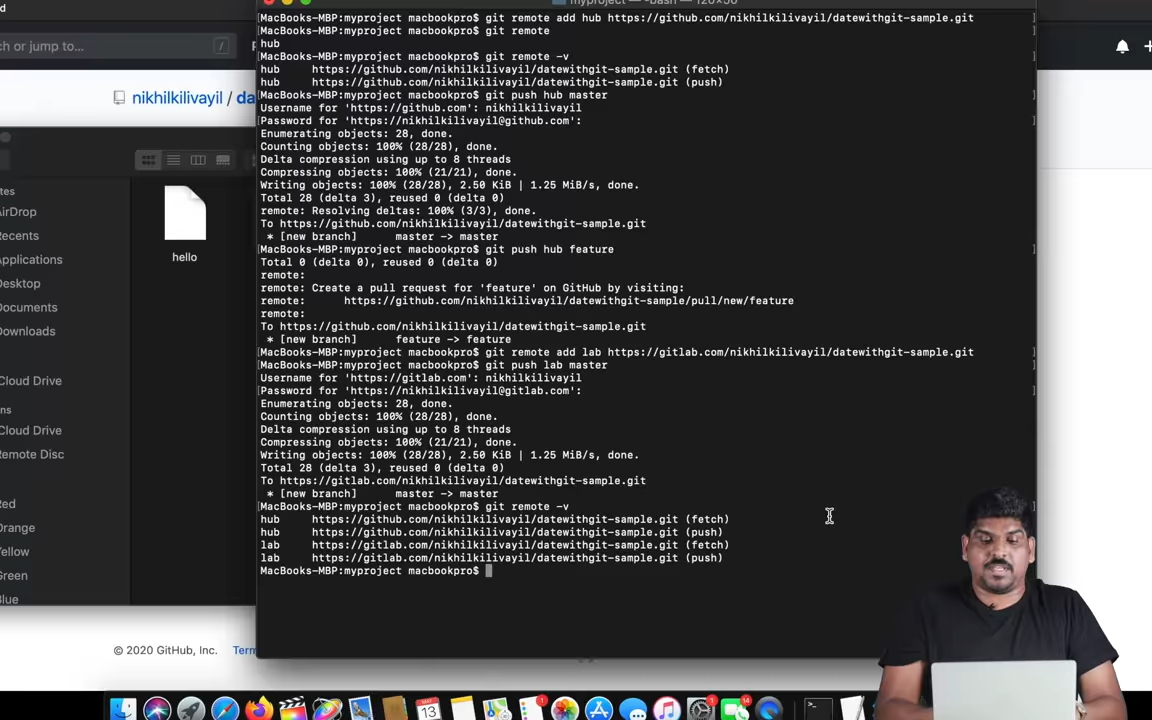 ch or jump to...
/
nikhilkilivayil / da
AirDrop
Recents
Applications
Desktop
Documents
Downloads
Cloud Drive
Cloud Drive
Remote Disc
Red
Orange
Yellow
Green
Blue
hello
© 2020 GitHub, Inc. Terms
MacBooks-MBP:myproject macbookpro$ git remote add hub https://github.com/nikhilkilivayil/datewithgit-sample.git
MacBooks-MBP:myproject macbookpro$ git remote
hub
MacBooks-MBP:myproject macbookpro$ git remote -v
hub https://github.com/nikhilkilivayil/datewithgit-sample.git (fetch)
hub https://github.com/nikhilkilivayil/datewithgit-sample.git (push)
MacBooks-MBP:myproject macbookpro$ git push hub master
Username for 'https://github.com': nikhilkilivayil
Password for 'https://nikhilkilivayil@github.com':
Enumerating objects: 28, done.
Counting objects: 100% (28/28), done.
Delta compression using up to 8 threads
Compressing objects: 100% (21/21), done.
Writing objects: 100% (28/28), 2.50 KiB | 1.25 MiB/s, done.
Total 28 (delta 3), reused 0 (delta 0)
remote: Resolving deltas: 100% (3/3), done.
To https://github.com/nikhilkilivayil/datewithgit-sample.git
* [new branch] master -> master
MacBooks-MBP:myproject macbookpro$ git push hub feature
Total 0 (delta 0), reused 0 (delta 0)
remote:
remote: Create a pull request for 'feature' on GitHub by visiting:
remote: https://github.com/nikhilkilivayil/datewithgit-sample/pull/new/feature
remote:
To https://github.com/nikhilkilivayil/datewithgit-sample.git
* [new branch] feature -> feature
MacBooks-MBP:myproject macbookpro$ git remote add lab https://gitlab.com/nikhilkilivayil/datewithgit-sample.git
MacBooks-MBP:myproject macbookpro$ git push lab master
Username for 'https://gitlab.com': nikhilkilivayil
Password for 'https://nikhilkilivayil@gitlab.com':
Enumerating objects: 28, done.
Counting objects: 100% (28/28), done.
Delta compression using up to 8 threads
Compressing objects: 100% (21/21), done.
Writing objects: 100% (28/28), 2.50 KiB | 1.25 MiB/s, done.
Total 28 (delta 3), reused 0 (delta 0)
To https://gitlab.com/nikhilkilivayil/datewithgit-sample.git
* [new branch] master -> master
MacBooks-MBP:myproject macbookpro$ git remote -v
hub https://github.com/nikhilkilivayil/datewithgit-sample.git (fetch)
hub https://github.com/nikhilkilivayil/datewithgit-sample.git (push)
lab https://gitlab.com/nikhilkilivayil/datewithgit-sample.git (fetch)
lab https://gitlab.com/nikhilkilivayil/datewithgit-sample.git (push)
MacBooks-MBP:myproject macbookpro$
13